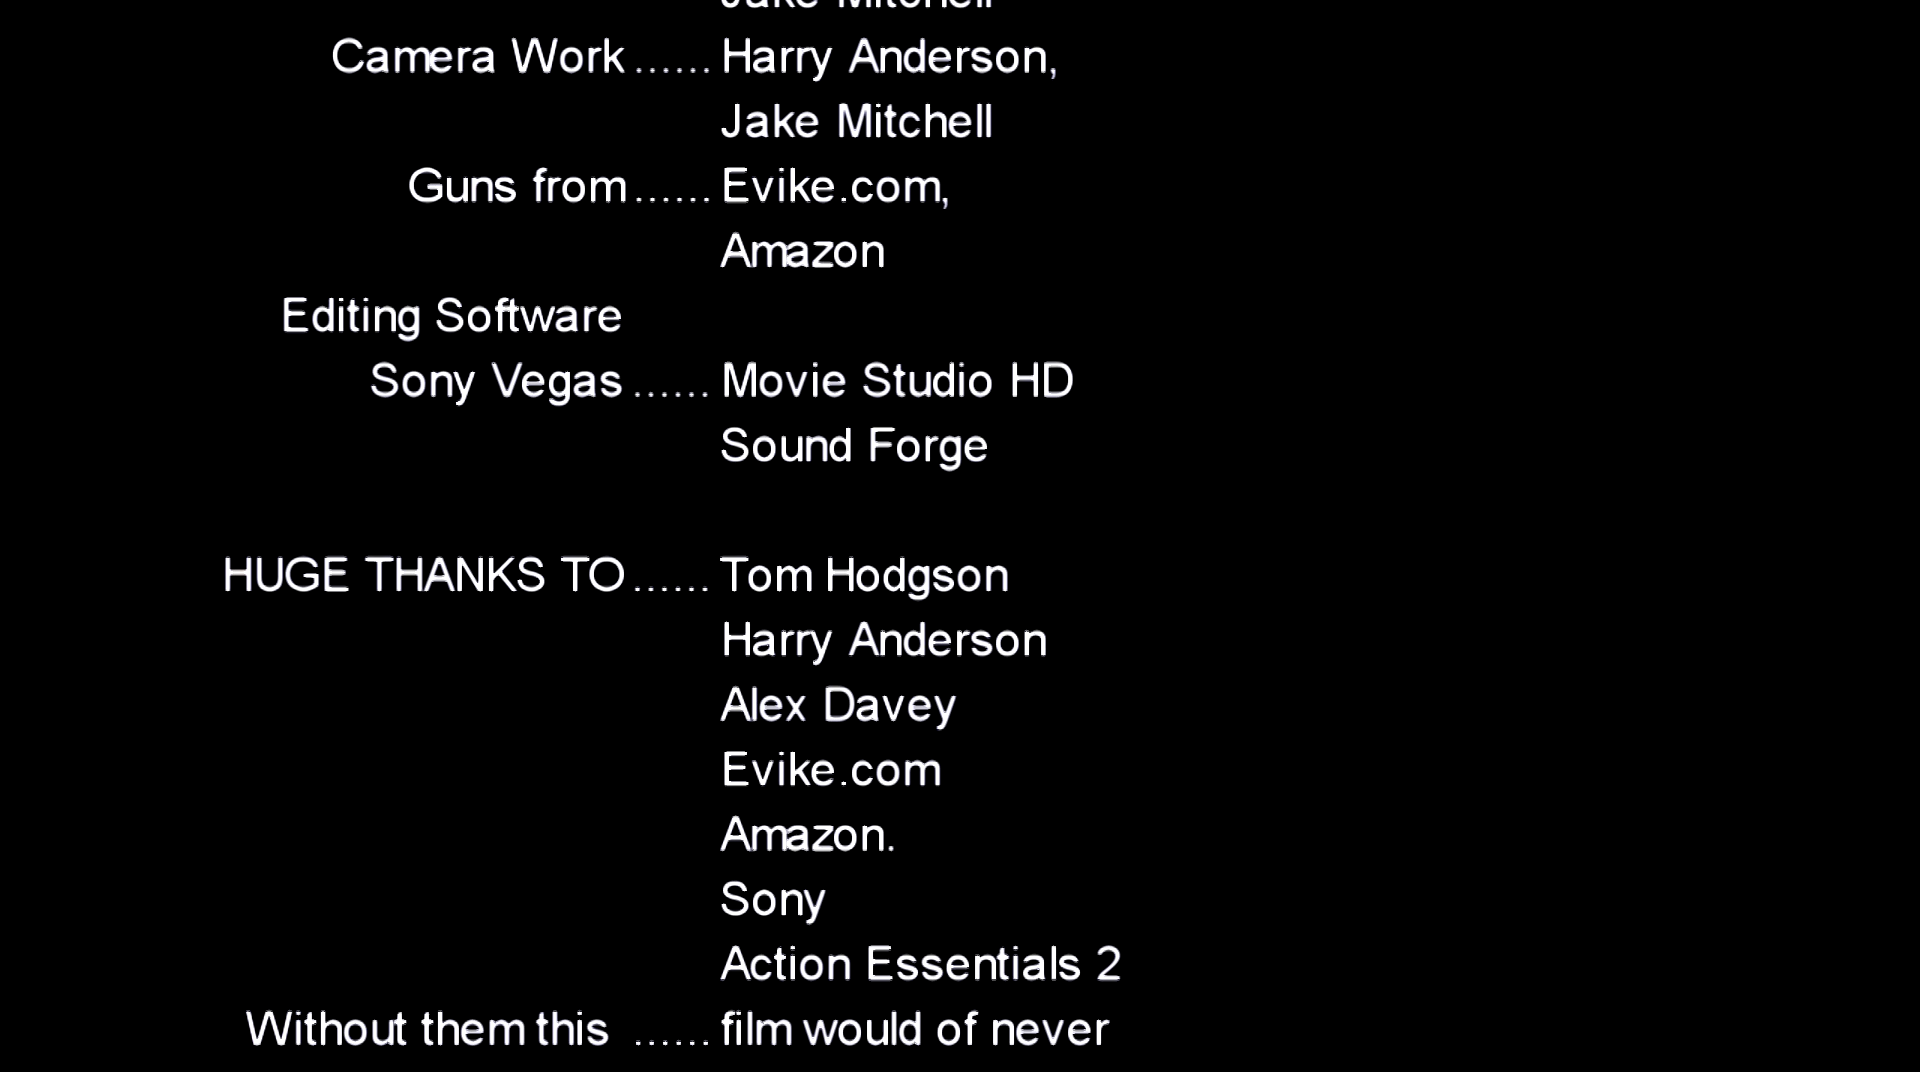 Jake Mitchell
Camera Work ...... Harry Anderson,
Jake Mitchell
Guns from ...... Evike.com,
Amazon
Editing Software
Sony Vegas ...... Movie Studio HD
Sound Forge
HUGE THANKS TO ...... Tom Hodgson
Harry Anderson
Alex Davey
Evike.com
Amazon.
Sony
Action Essentials 2
Without them this ...... film would of never